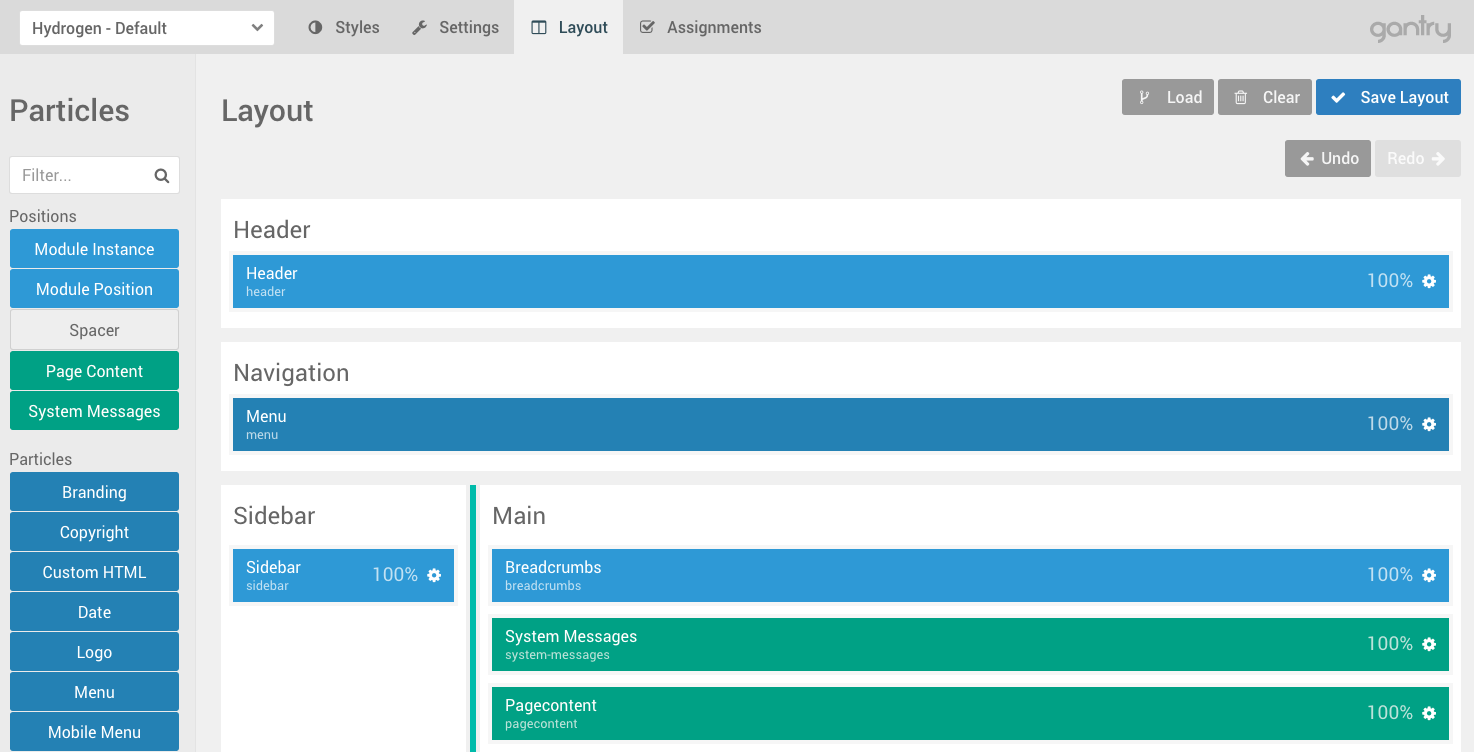 Hydrogen - Default
Styles
Settings
Layout
Assignments
gantry
Particles
Filter...
Positions
Module Instance
Module Position
Spacer
Page Content
System Messages
Particles
Branding
Copyright
Custom HTML
Date
Logo
Menu
Mobile Menu
Layout
Load
Clear
Save Layout
Undo
Redo
Header
Header
header
100%
Navigation
Menu
menu
100%
Sidebar
Sidebar
sidebar
100%
Main
Breadcrumbs
breadcrumbs
100%
System Messages
system-messages
100%
Pagecontent
pagecontent
100%